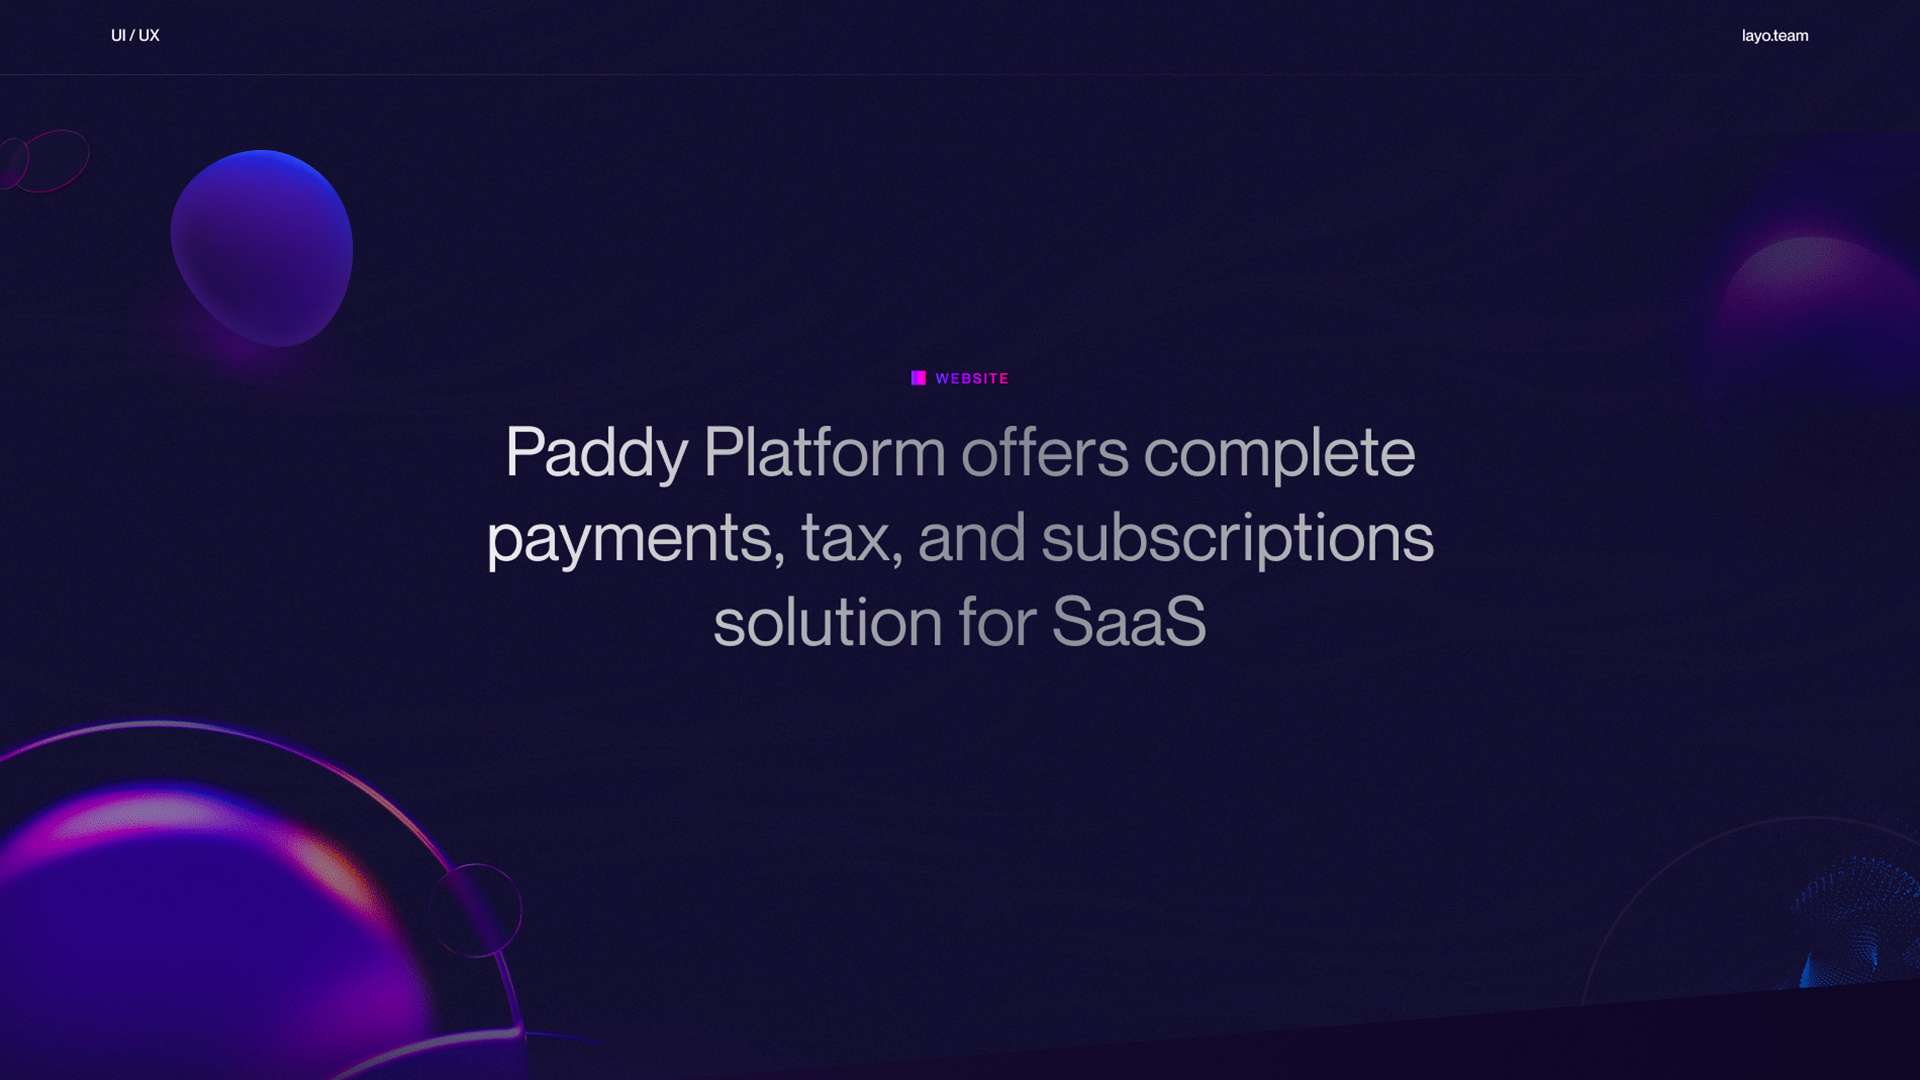 UI / UX
layo.team
WEBSITE
Paddy Platform offers complete
payments, tax, and subscriptions
solution for SaaS